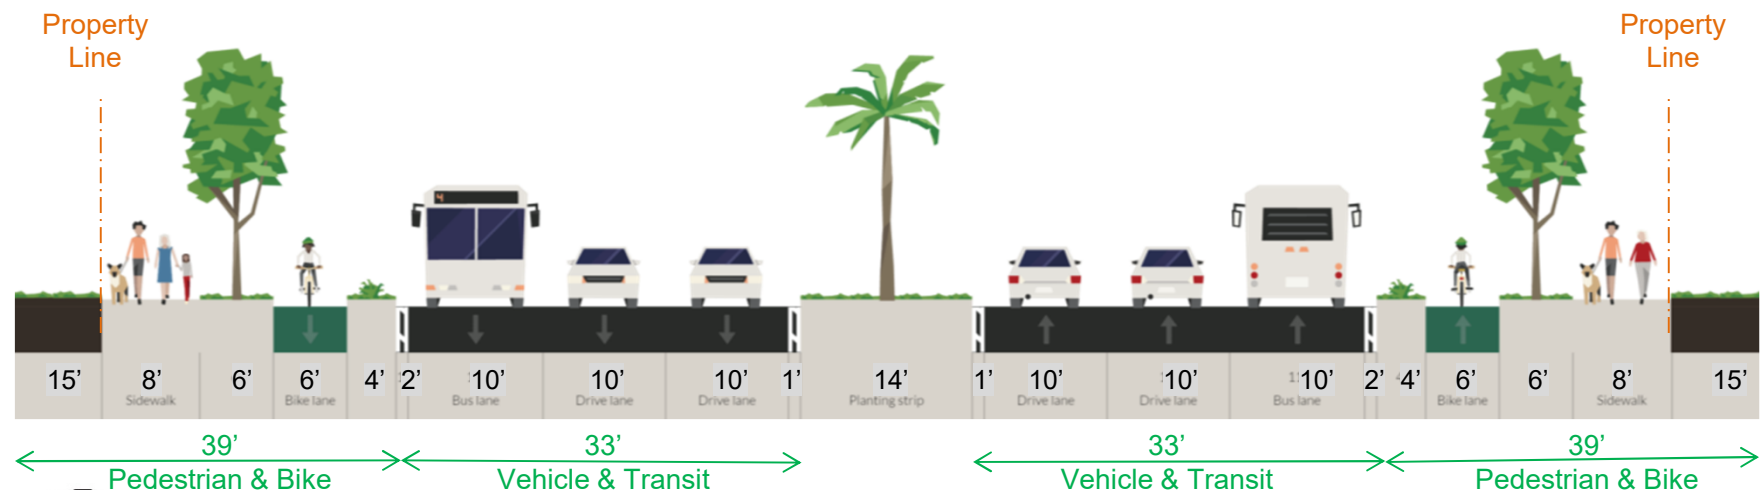 Property
Line
Property
Line
4
15’ 8’ 6’ 6’ 4’ 2’ 10’ 10’ 10’ 1’ 14’ 1’ 10’ 10’ 10’ 2’ 4’ 6’ 6’ 8’ 15’
Sidewalk Bike lane Bus lane Drive lane Drive lane Planting strip Drive lane Drive lane Bus lane Bike lane Sidewalk
39’ 33’ 33’ 39’
Pedestrian & Bike Vehicle & Transit Vehicle & Transit Pedestrian & Bike